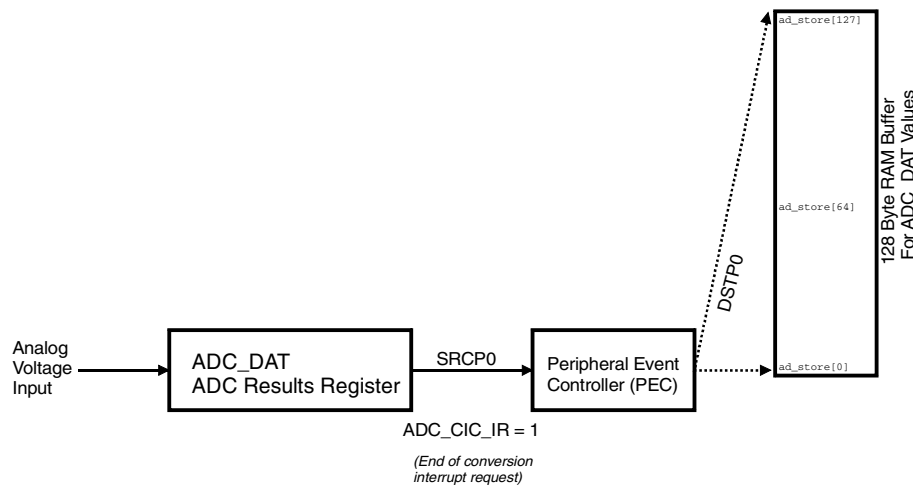 ad_store[127]
128 Byte RAM Buffer
For ADC_DAT Values
ad_store[64]
DSTP0
Analog
Voltage
Input
ADC_DAT
ADC Results Register
SRCP0
Peripheral Event
Controller (PEC)
ad_store[0]
ADC_CIC_IR = 1
(End of conversion
interrupt request)